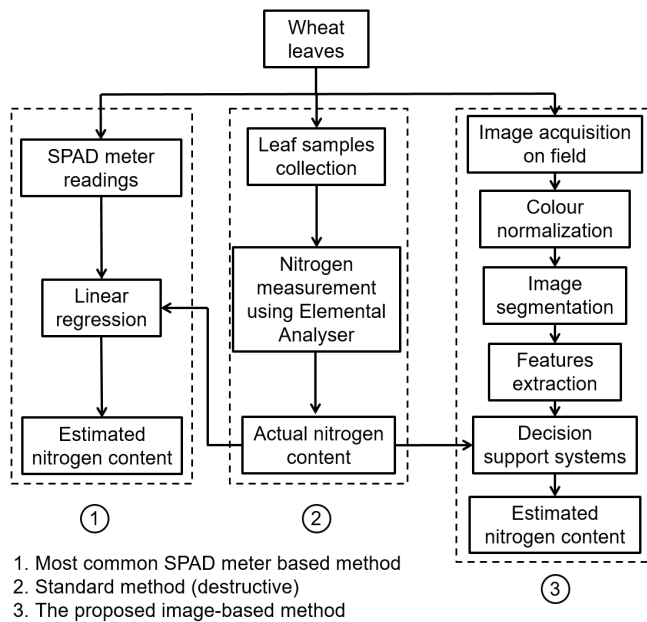 Wheat
leaves
SPAD meter
readings
Linear
regression
Estimated
nitrogen content
1
Leaf samples
collection
Nitrogen
measurement
using Elemental
Analyser
Actual nitrogen
content
2
Image acquisition
on field
Colour
normalization
Image
segmentation
Features
extraction
Decision
support systems
Estimated
nitrogen content
3
1. Most common SPAD meter based method
2. Standard method (destructive)
3. The proposed image-based method